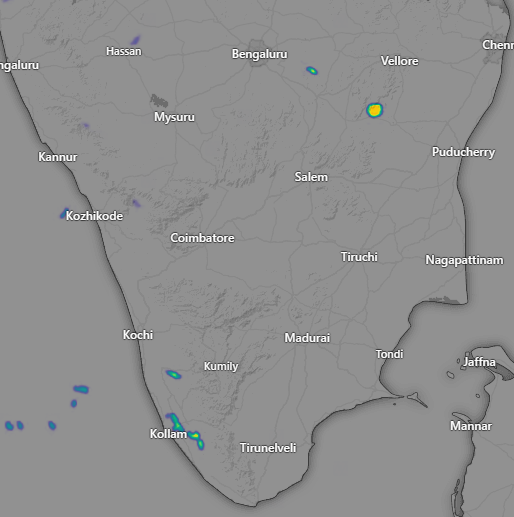 Hassan
Bengaluru
Chenn
ngaluru
Vellore
Mysuru
Kannur
Puducherry
Salem
Kozhikode
Coimbatore
Tiruchi
Nagapattinam
Kochi
Madurai
Kumily
Tondi
Jaffna
Kollam
Mannar
Tirunelveli